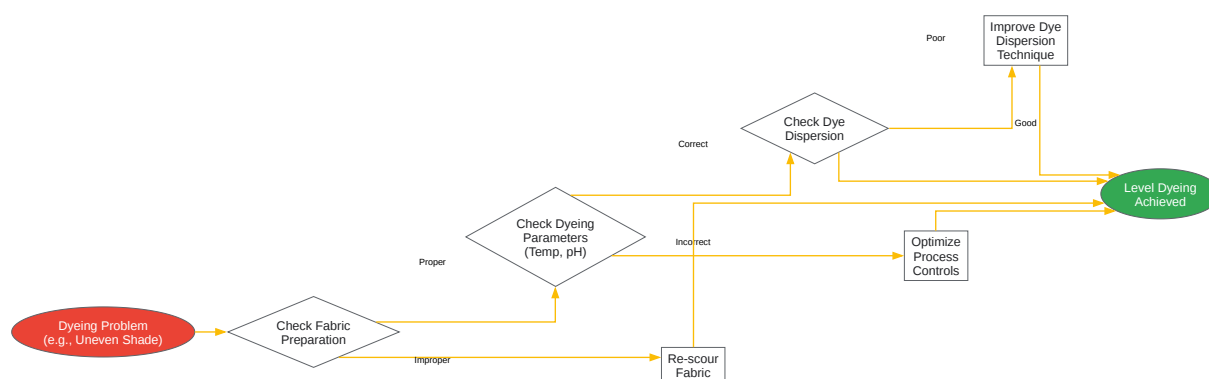 Poor
Improve Dye
Dispersion
Technique
Check Dye
Dispersion
Good
Correct
Level Dyeing
Achieved
Check Dyeing
Parameters
(Temp, pH)
Incorrect
Optimize
Process
Controls
Proper
Dyeing Problem
(e.g., Uneven Shade)
Check Fabric
Preparation
Improper
Re-scour
Fabric